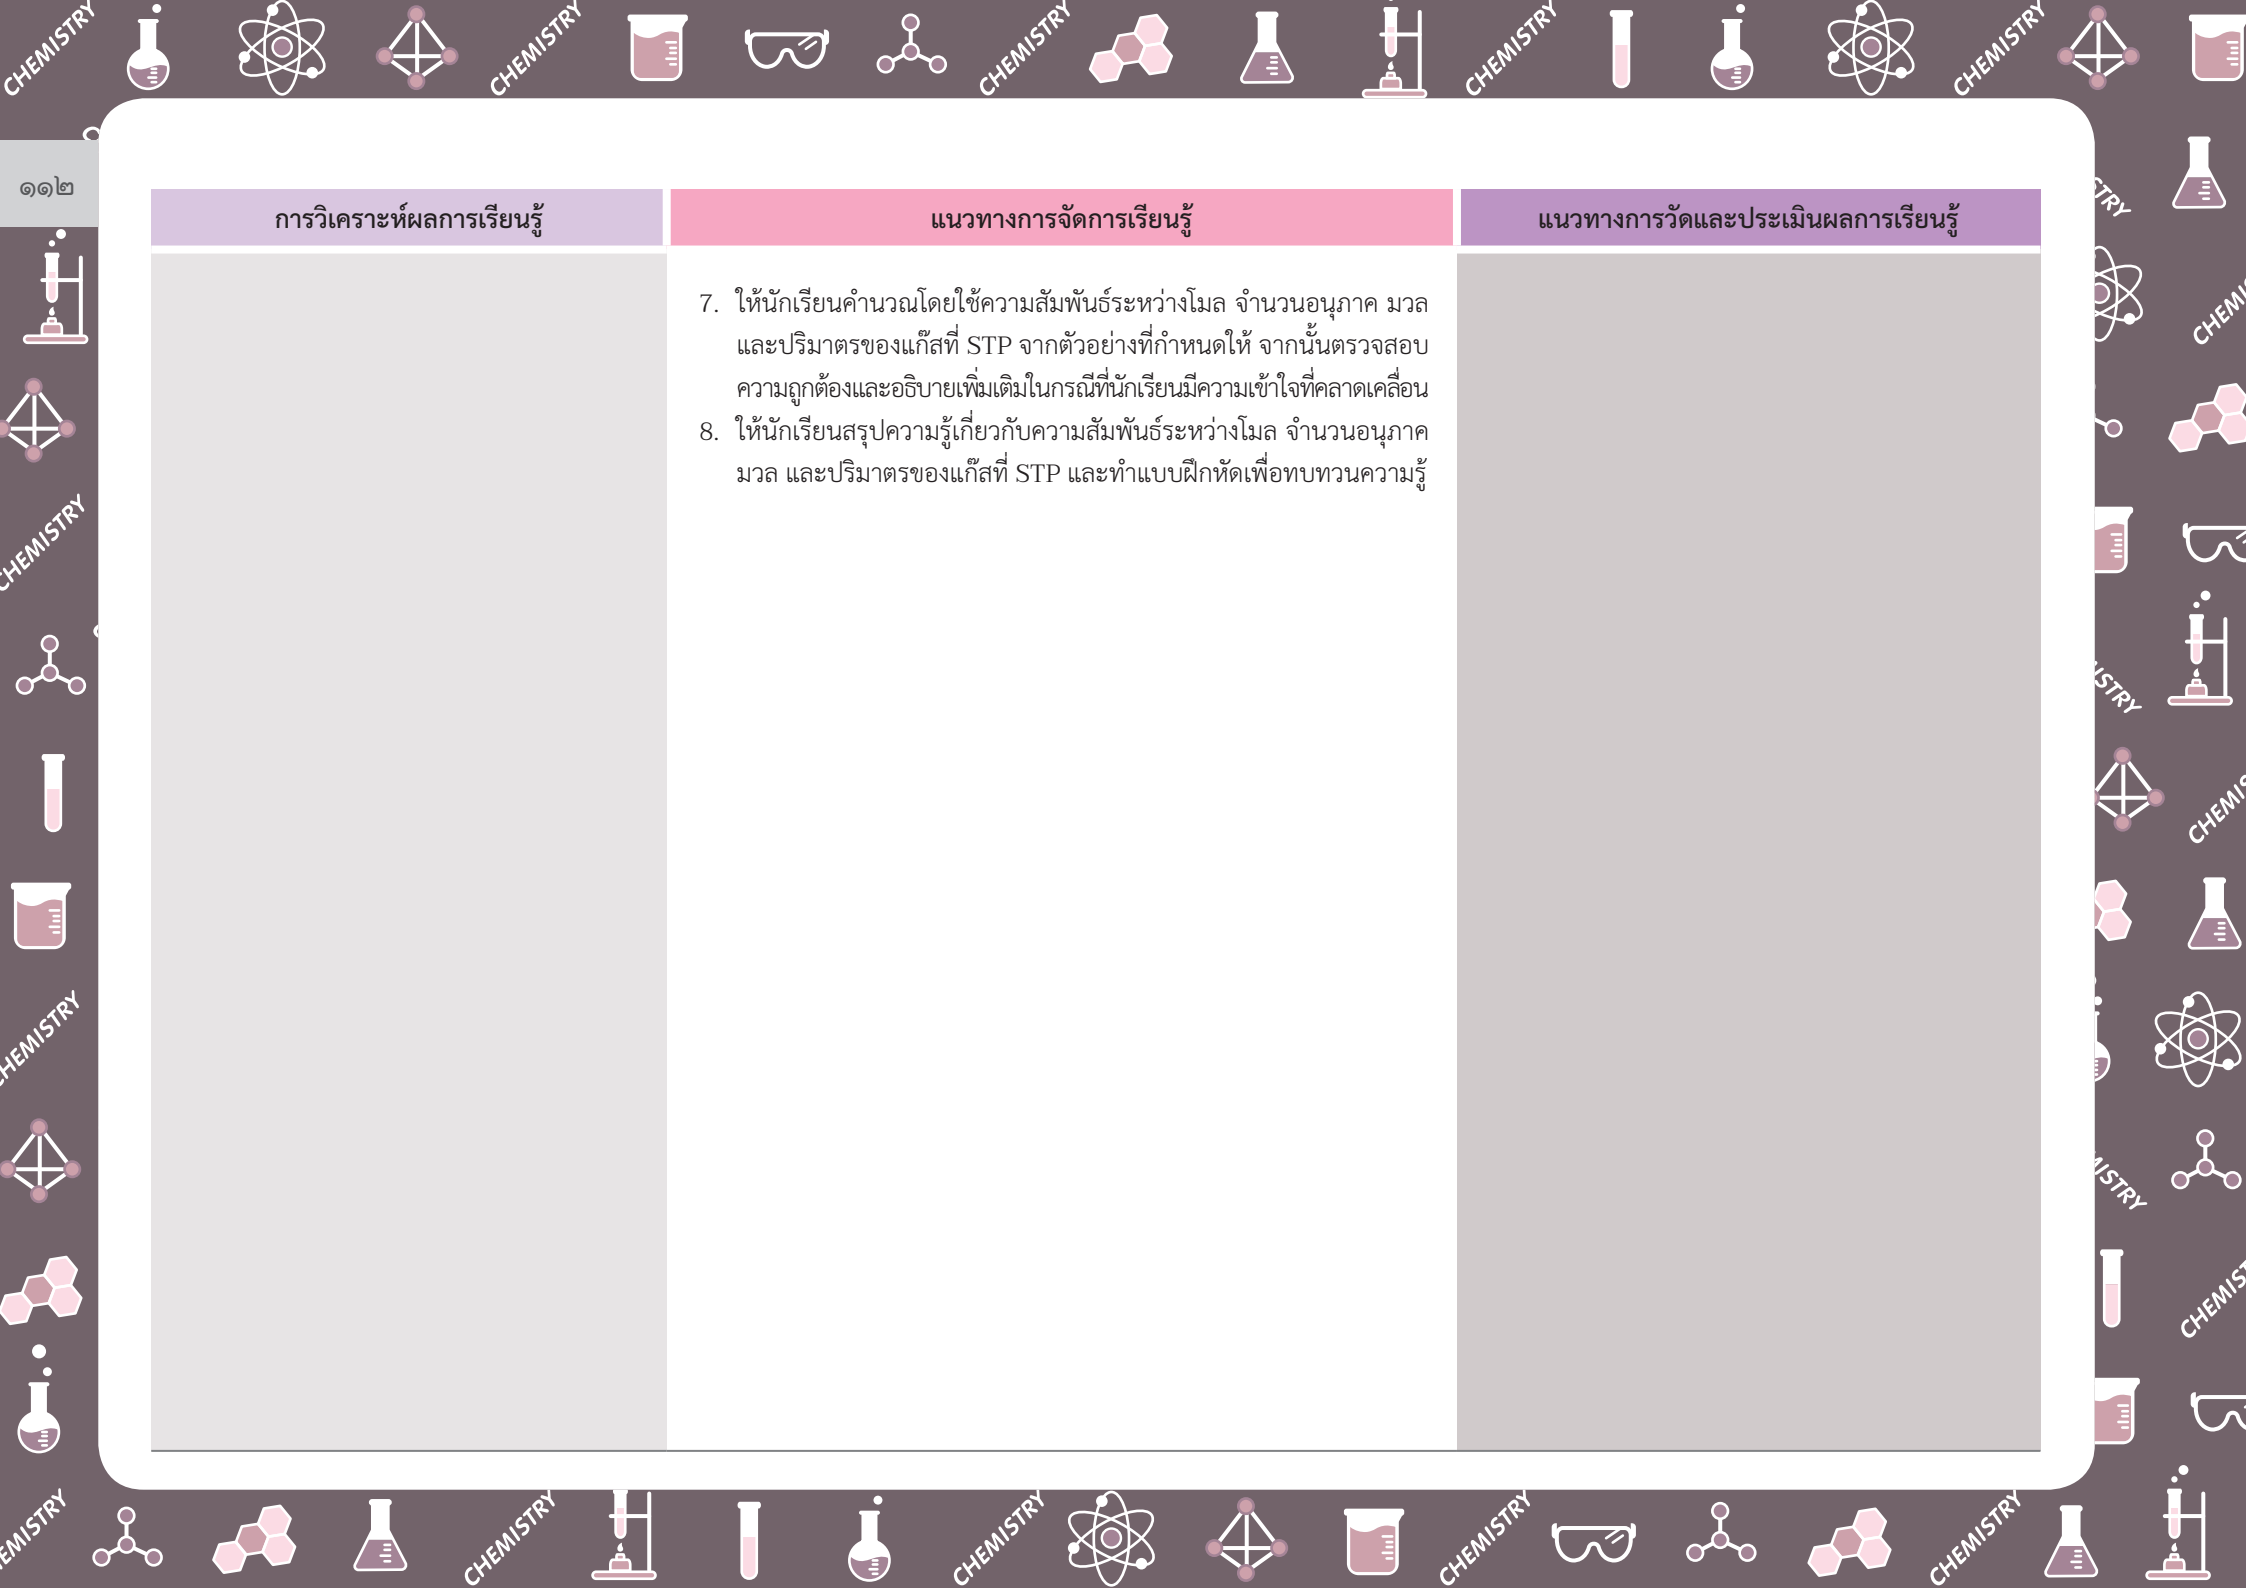 CHEMISTRY CHEMISTRY CHEMISTRY CHEMISTRY CHEMISTRY
๑๑๒
การวิเคราะห์ผลการเรียนรู้ แนวทางการจัดการเรียนรู้ แนวทางการวัดและประเมินผลการเรียนรู้
7. ให้นักเรียนคำนวณโดยใช้ความสัมพันธ์ระหว่างโมล จำนวนอนุภาค มวล
และปริมาตรของแก๊สที่ STP จากตัวอย่างที่กำหนดให้ จากนั้นตรวจสอบ
ความถูกต้องและอธิบายเพิ่มเติมในกรณีที่นักเรียนมีความเข้าใจที่คลาดเคลื่อน
8. ให้นักเรียนสรุปความรู้เกี่ยวกับความสัมพันธ์ระหว่างโมล จำนวนอนุภาค
มวล และปริมาตรของแก๊สที่ STP และทำแบบฝึกหัดเพื่อทบทวนความรู้
CHEMISTRY CHEMISTRY CHEMISTRY CHEMISTRY